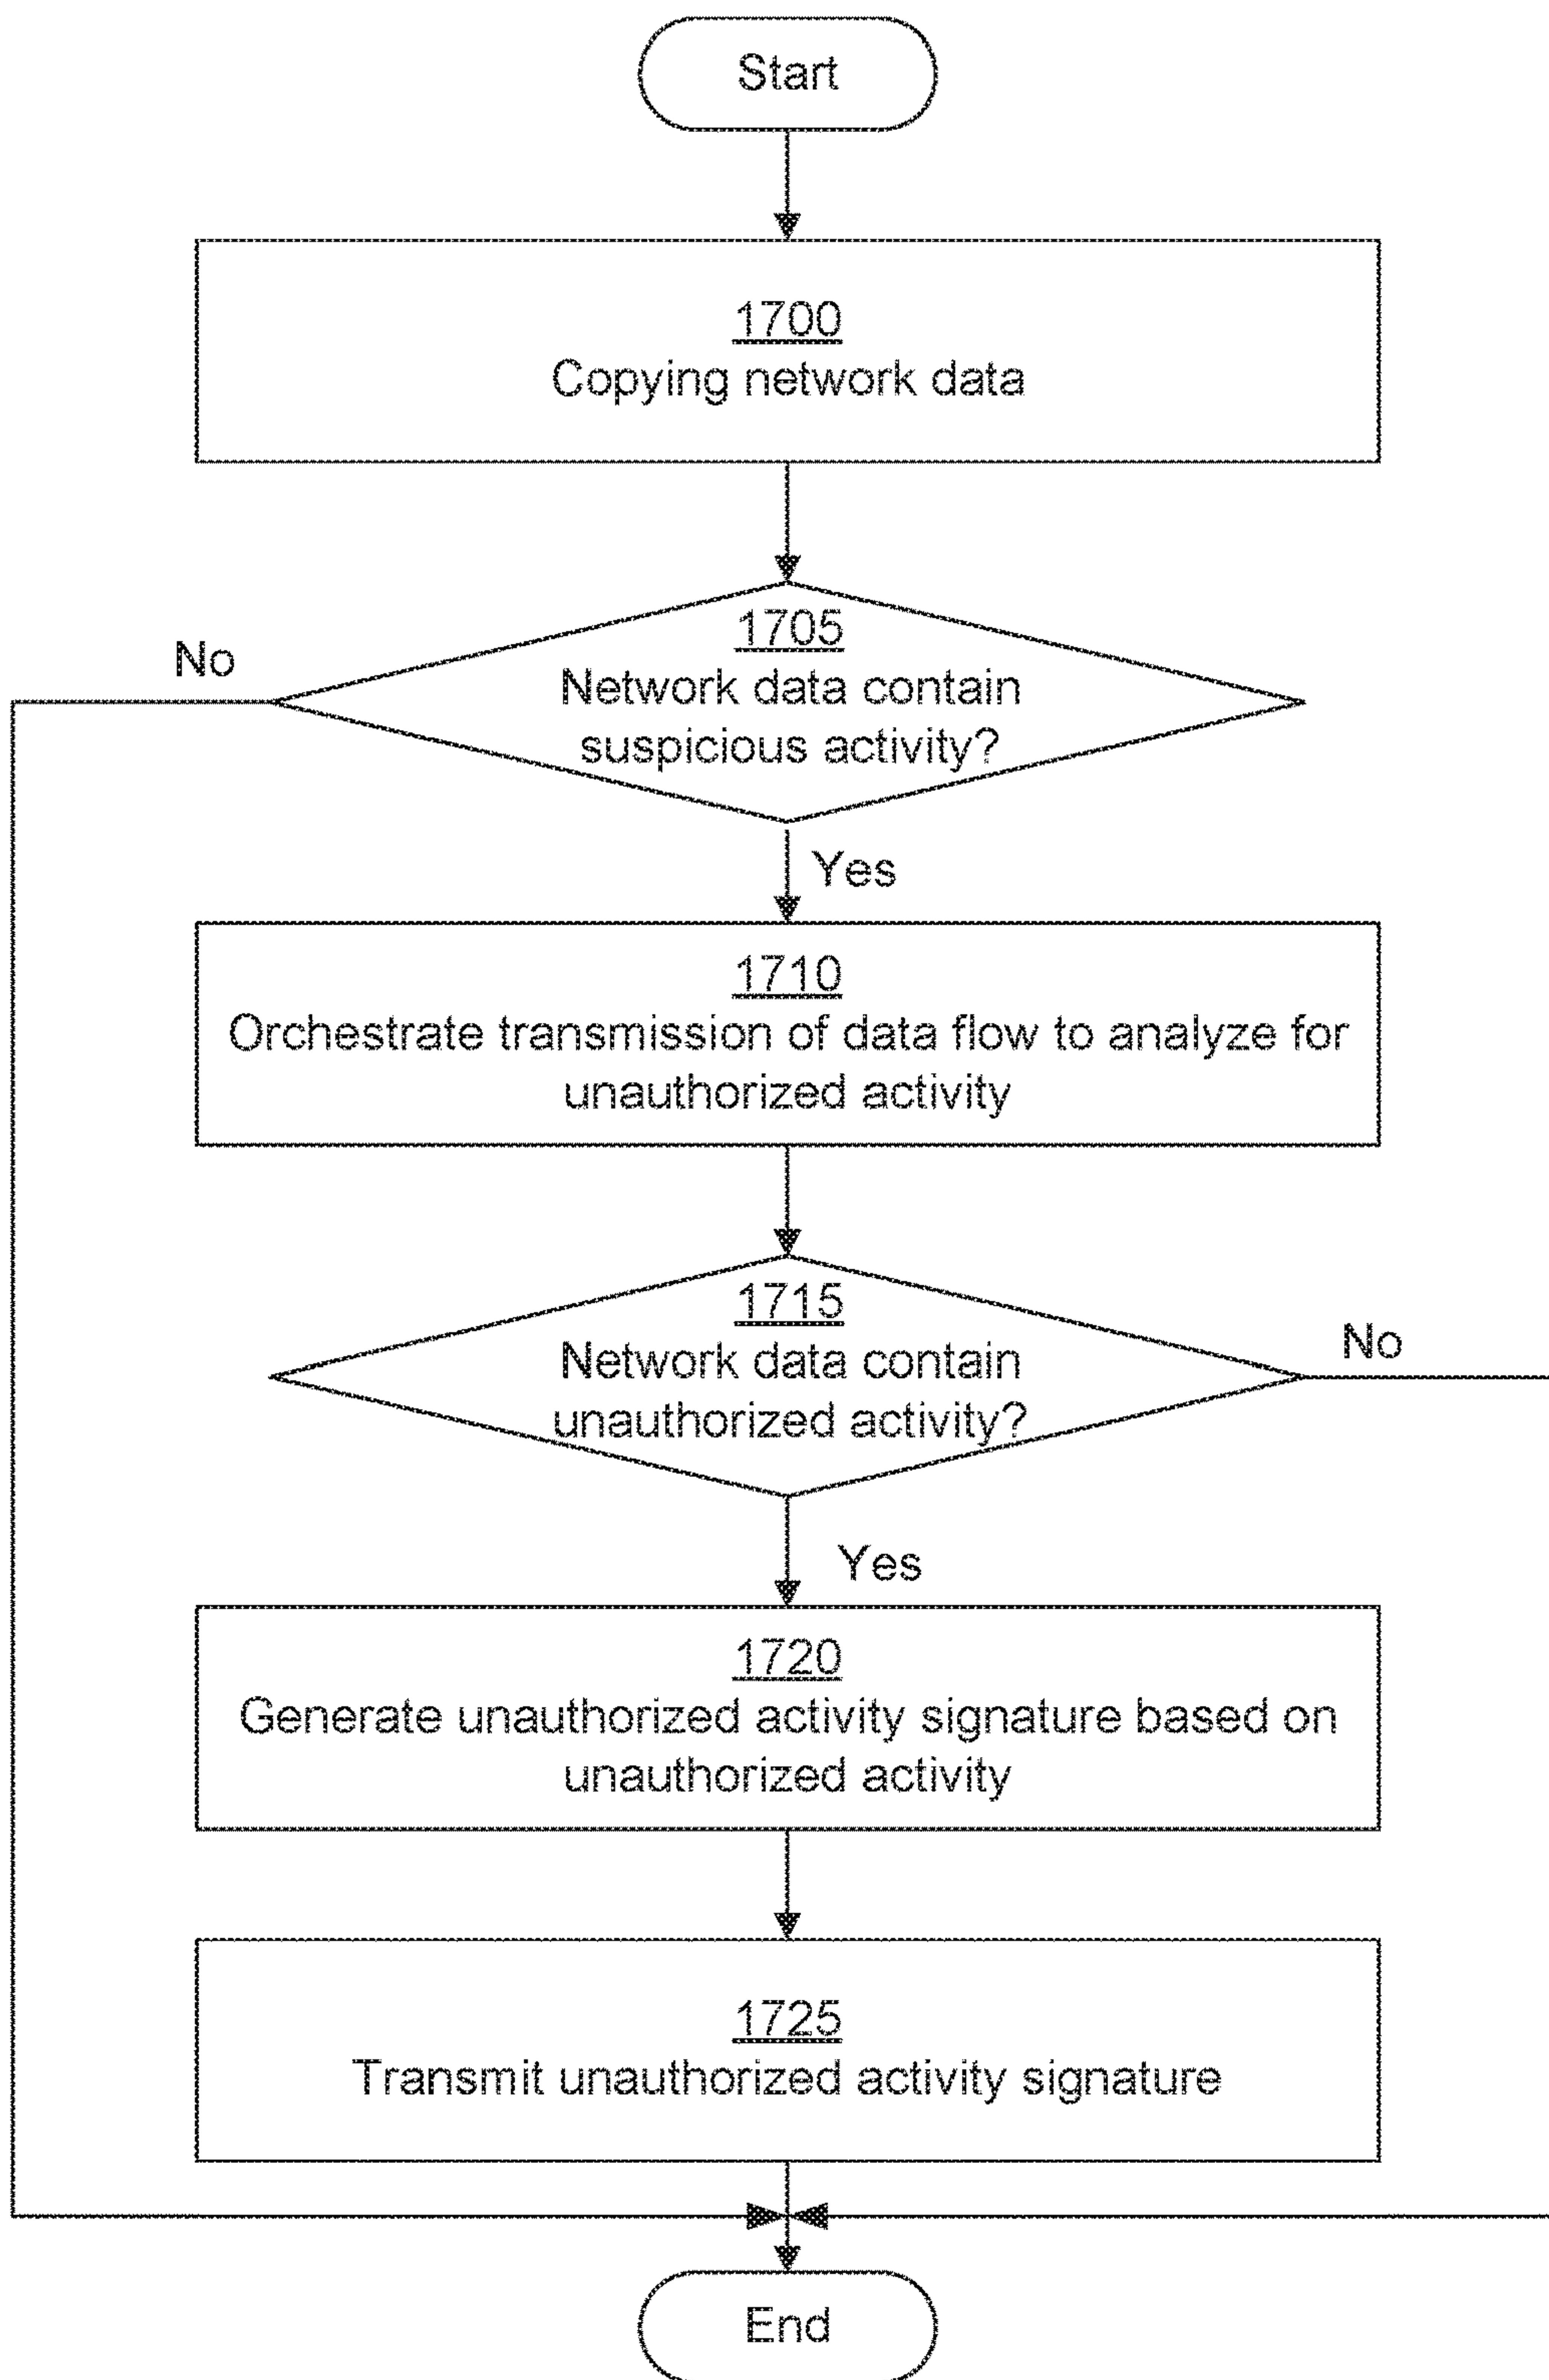 Start
1700
Copying network data
1705
No
Network data contain
suspicious activity?
Yes
1710
Orchestrate transmission of data flow to analyze for
unauthorized activity
1715
No
Network data contain
unauthorized activity?
Yes
1720
Generate unauthorized activity signature based on
unauthorized activity
1725
Transmit unauthorized activity signature
End